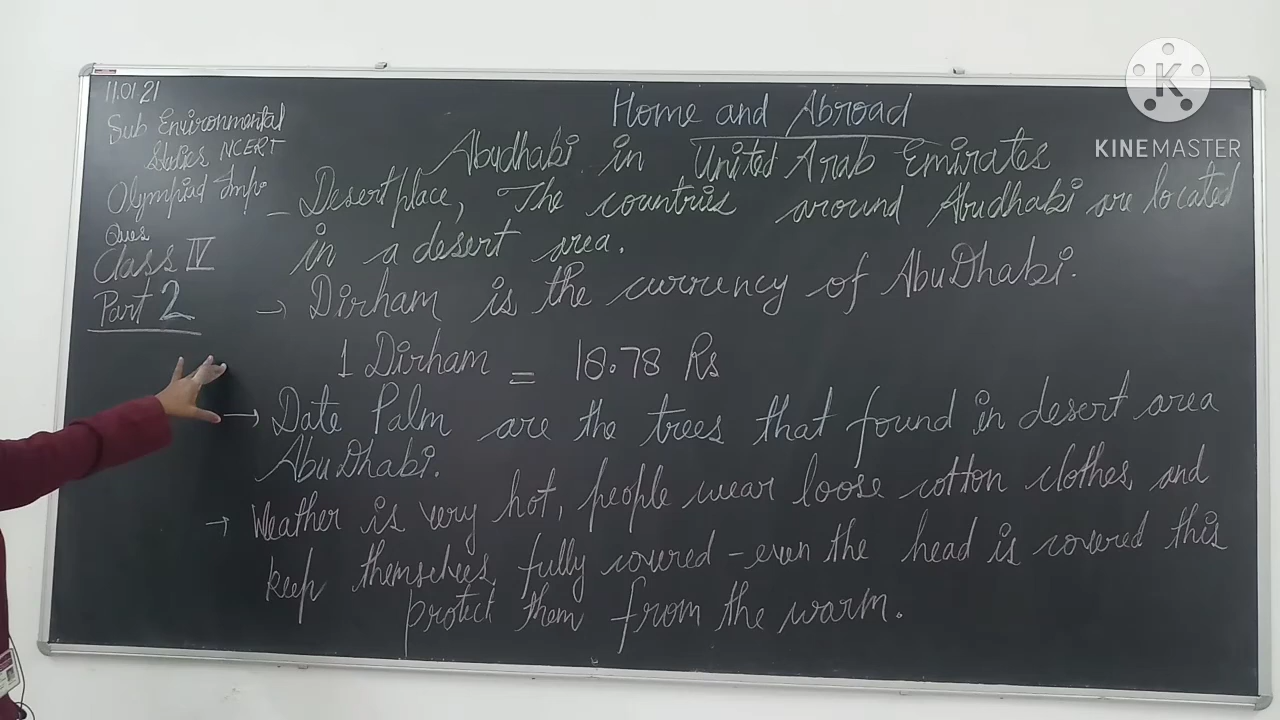 11.01.21
Sub Environmental
Studies NCERT
Olympiad Imp.
Ques
Class IV
Part 2
Home and Abroad
Abudhabi in United Arab Emirates
- Desert place, The countries around Abudhabi are located
in a desert area.
→ Dirham is the currency of AbuDhabi.
1 Dirham = 18.78 Rs
→ Date Palm are the trees that found in desert area
AbuDhabi.
→ Weather is very hot, people wear loose cotton clothes, and
keep themselves fully covered - even the head is covered this
protect them from the warm.
K
KINEMASTER